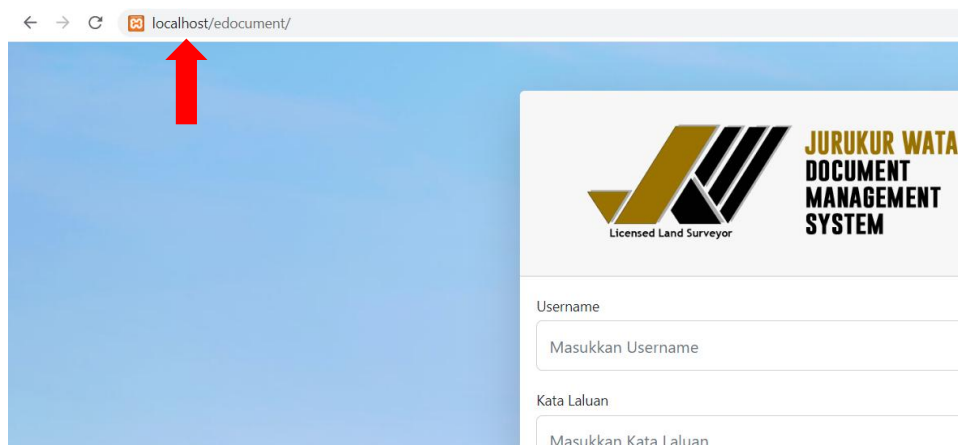 localhost/edocument/
JURUKUR WATA
DOCUMENT
MANAGEMENT
SYSTEM
Licensed Land Surveyor
Username
Masukkan Username
Kata Laluan
Masukkan Kata Laluan